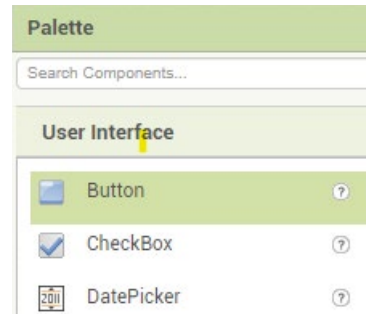 Palette
Search Components...
User Interface
Button ?
CheckBox ?
2011 DatePicker ?